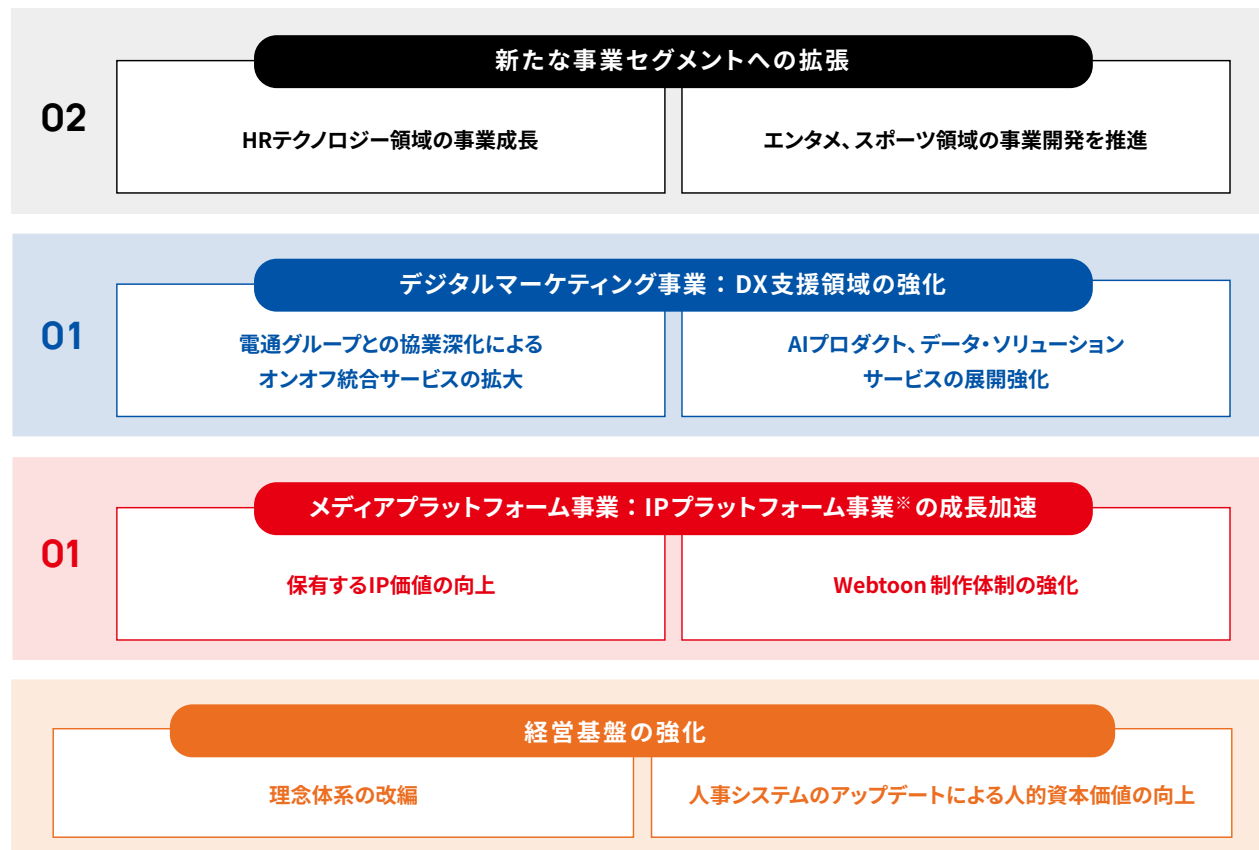 新たな事業セグメントへの拡張
02
HRテクノロジー領域の事業成長
エンタメ、スポーツ領域の事業開発を推進
デジタルマーケティング事業：DX支援領域の強化
01
電通グループとの協業深化による
オンオフ統合サービスの拡大
AIプロダクト、データ・ソリューション
サービスの展開強化
メディアプラットフォーム事業：IPプラットフォーム事業※の成長加速
01
保有するIP価値の向上
Webtoon 制作体制の強化
経営基盤の強化
理念体系の改編
人事システムのアップデートによる人的資本価値の向上